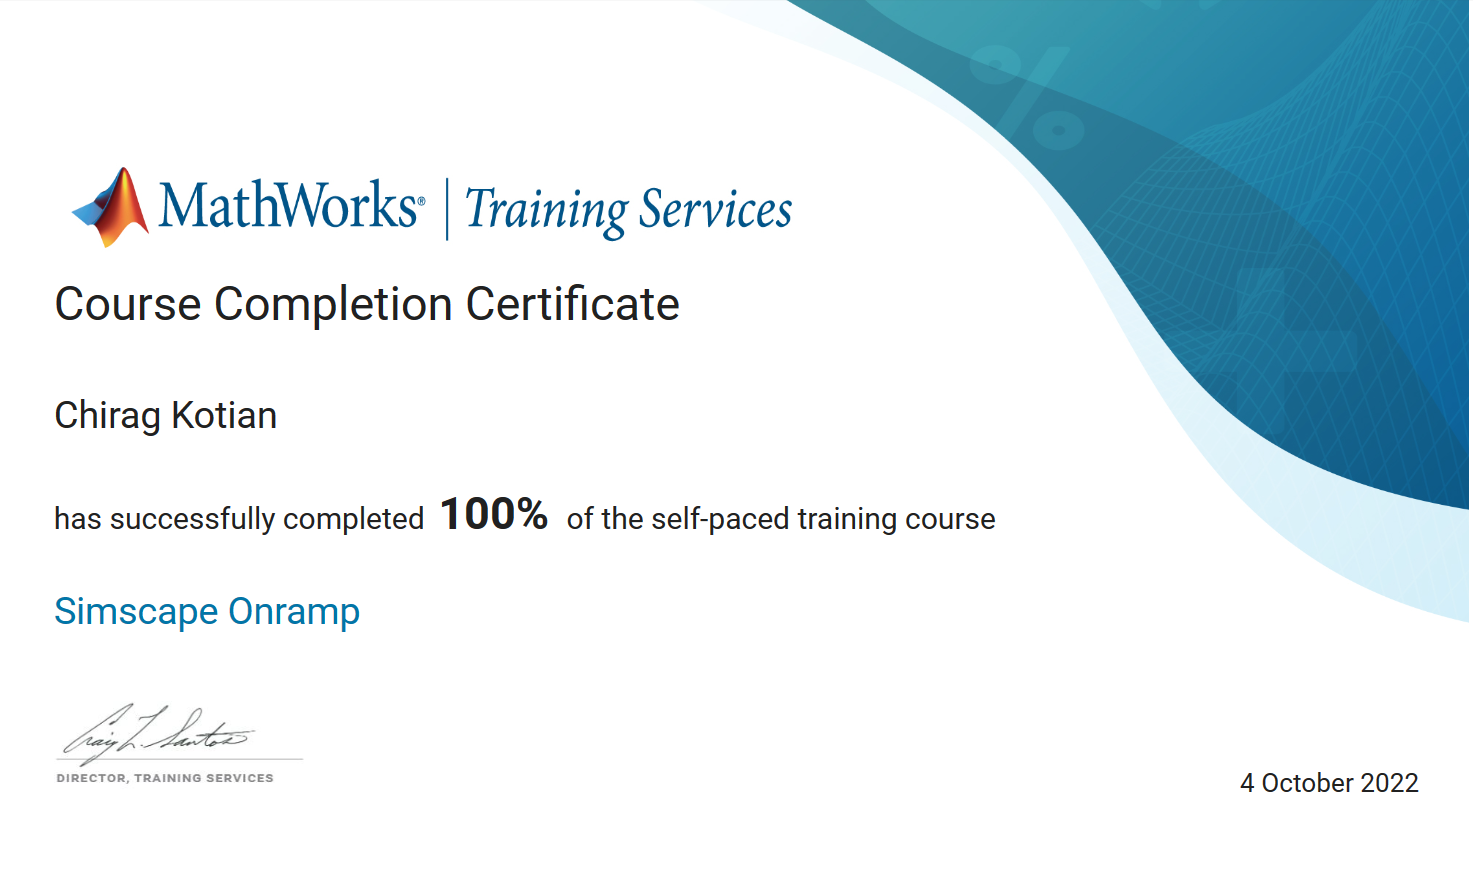 MathWorks® | Training Services
Course Completion Certificate
Chirag Kotian
has successfully completed 100% of the self-paced training course
Simscape Onramp
Craig L. Santos
DIRECTOR, TRAINING SERVICES
4 October 2022